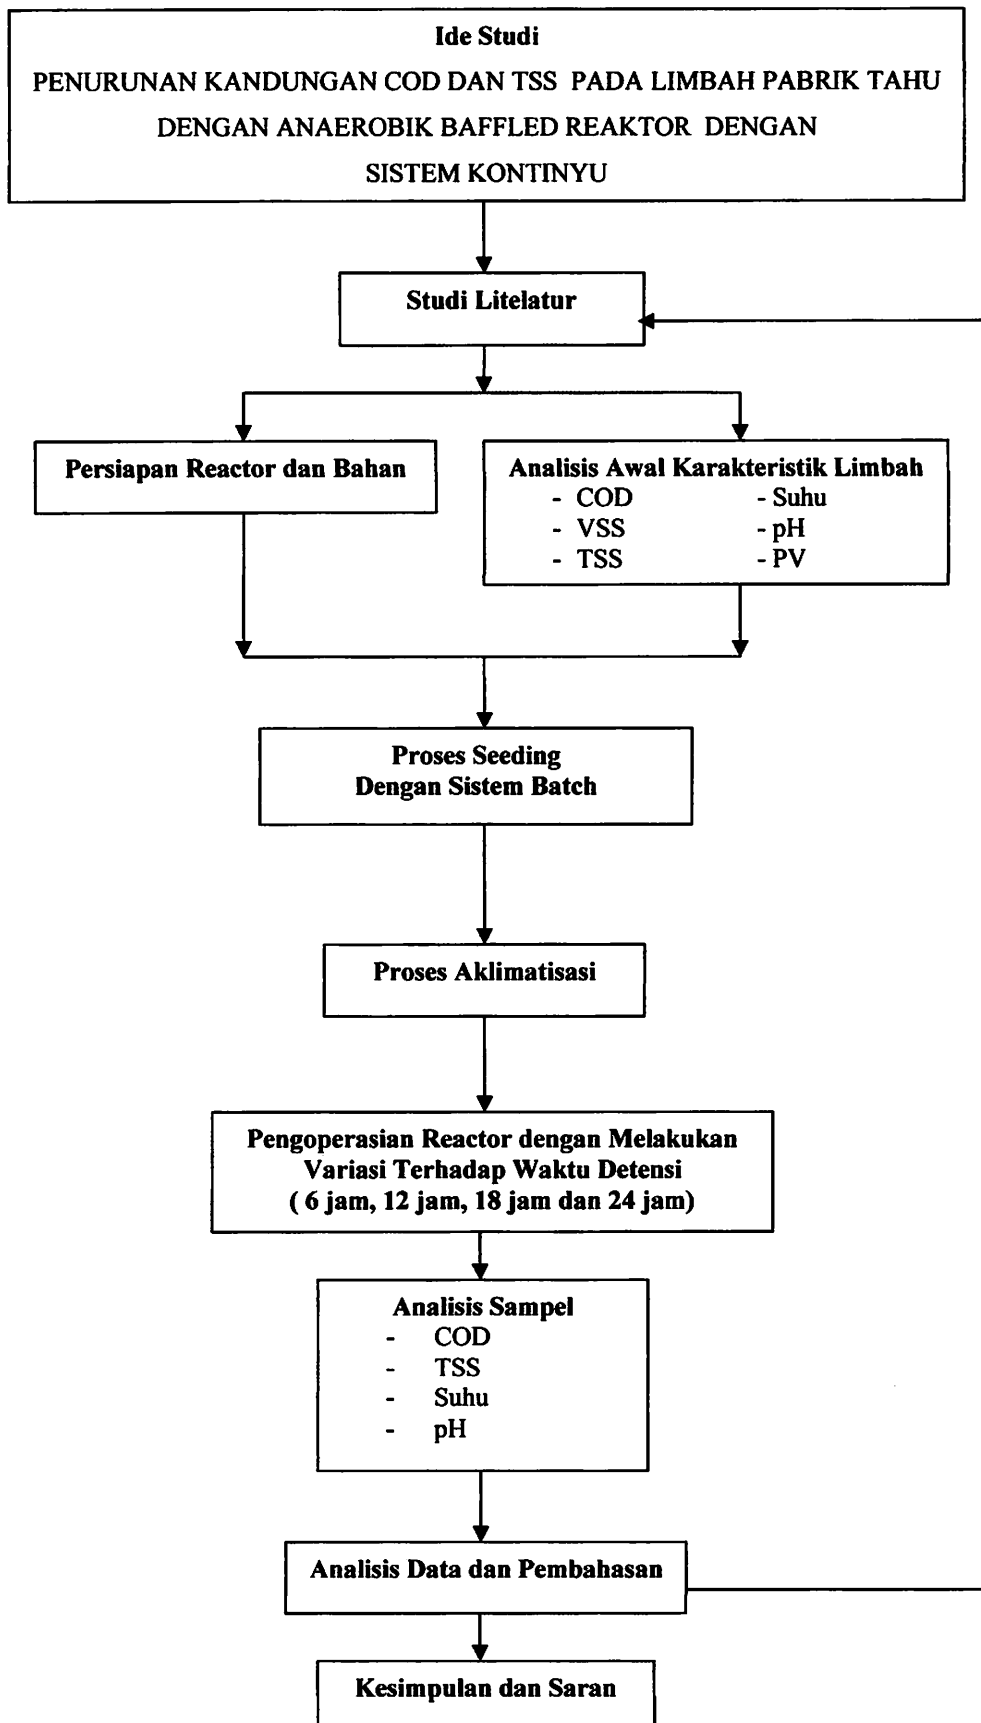 Ide Studi
PENURUNAN KANDUNGAN COD DAN TSS PADA LIMBAH PABRIK TAHU
DENGAN ANAEROBIK BAFFLED REAKTOR DENGAN
SISTEM KONTINYU
Studi Litelatur
Persiapan Reactor dan Bahan
Analisis Awal Karakteristik Limbah
- COD - Suhu
- VSS - pH
- TSS - PV
Proses Seeding
Dengan Sistem Batch
Proses Aklimatisasi
Pengoperasian Reactor dengan Melakukan
Variasi Terhadap Waktu Detensi
( 6 jam, 12 jam, 18 jam dan 24 jam)
Analisis Sampel
- COD
- TSS
- Suhu
- pH
Analisis Data dan Pembahasan
Kesimpulan dan Saran